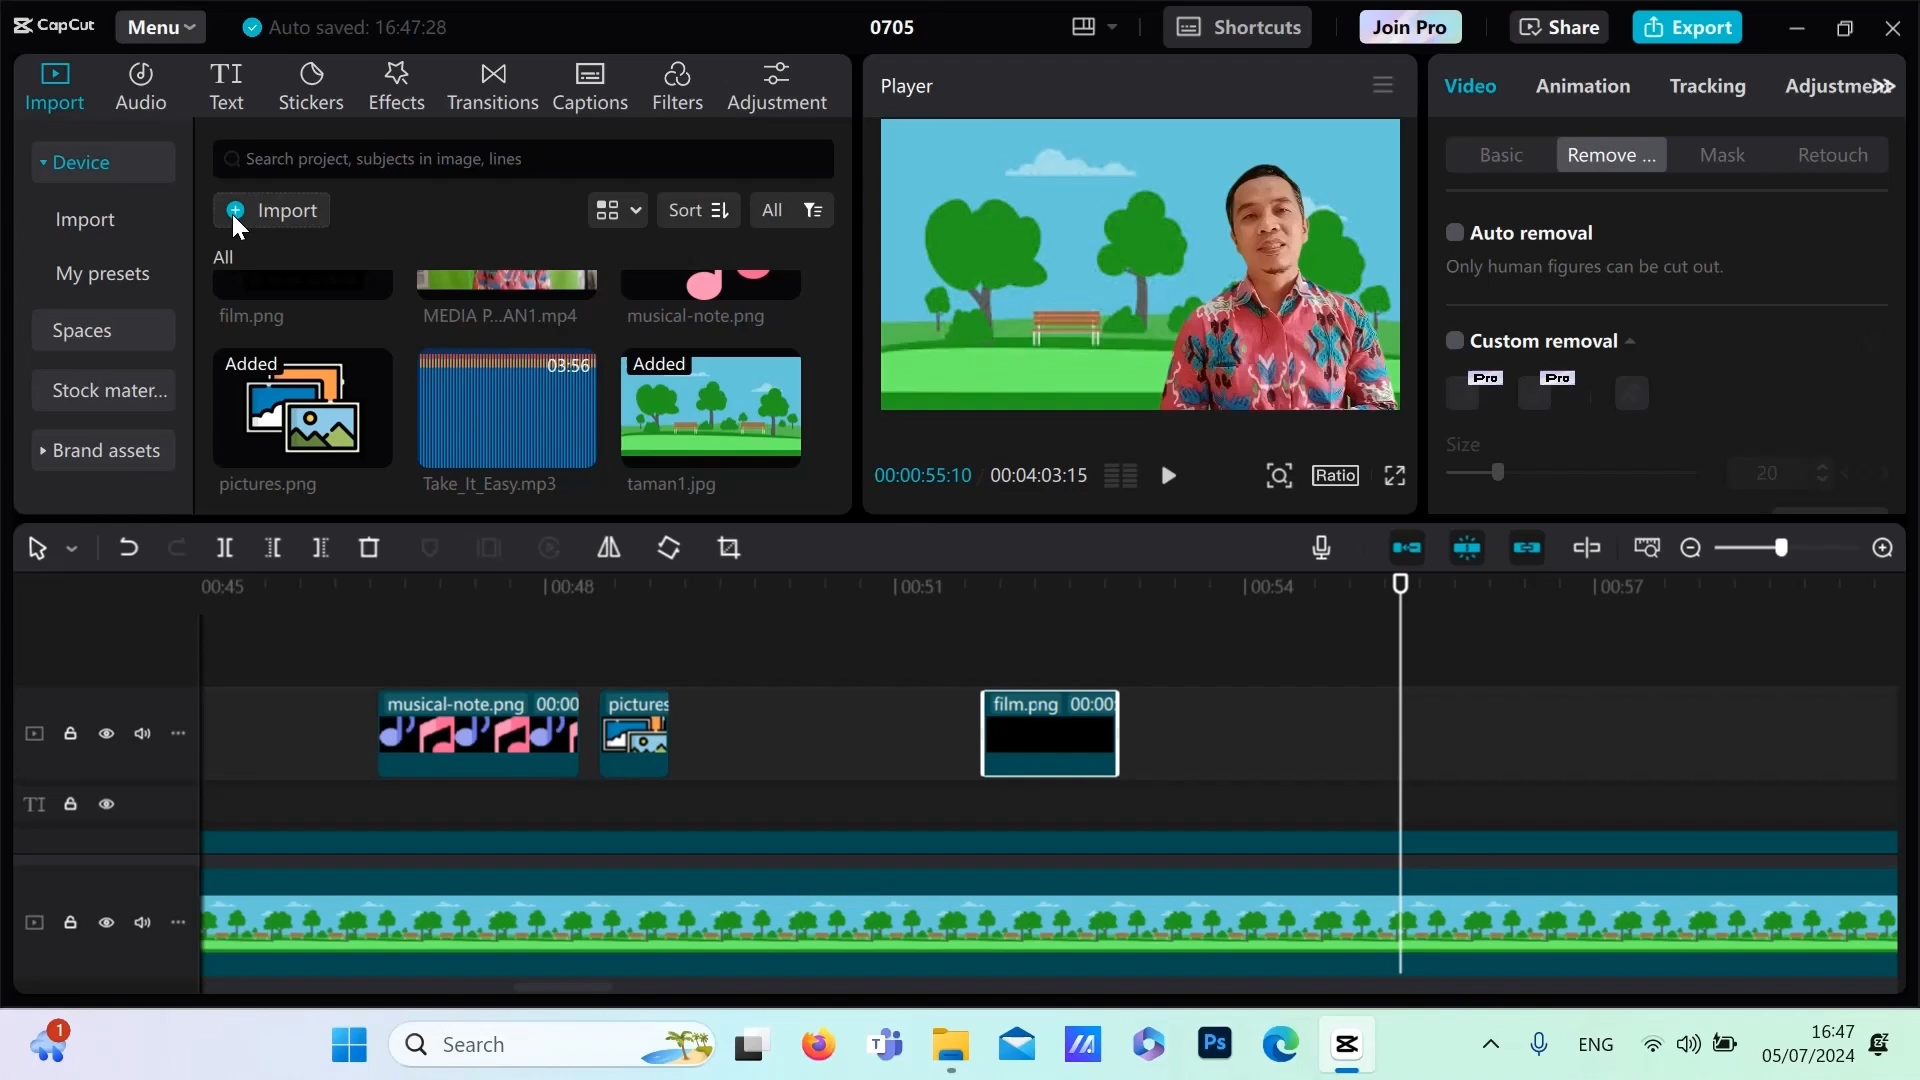 CapCut
Menu
Auto saved: 16:47:28
0705
Shortcuts
Join Pro
Share
Export
Import
Audio
Text
Stickers
Effects
Transitions
Captions
Filters
Adjustment
Device
Import
My presets
Spaces
Stock mater...
Brand assets
Search project, subjects in image, lines
Import
Sort
All
All
film.png
MEDIA P...AN1.mp4
musical-note.png
Added
03:56
Added
pictures.png
Take_It_Easy.mp3
taman1.jpg
Player
00:00:55:10
00:04:03:15
Ratio
Video
Animation
Tracking
Adjustment
Basic
Remove ...
Mask
Retouch
Auto removal
Only human figures can be cut out.
Custom removal
Pro
Pro
Size
20
00:45
00:48
00:51
00:54
00:57
musical-note.png 00:00
pictures
film.png 00:00:
TI
1
Search
T
Ps
ENG
16:47
05/07/2024